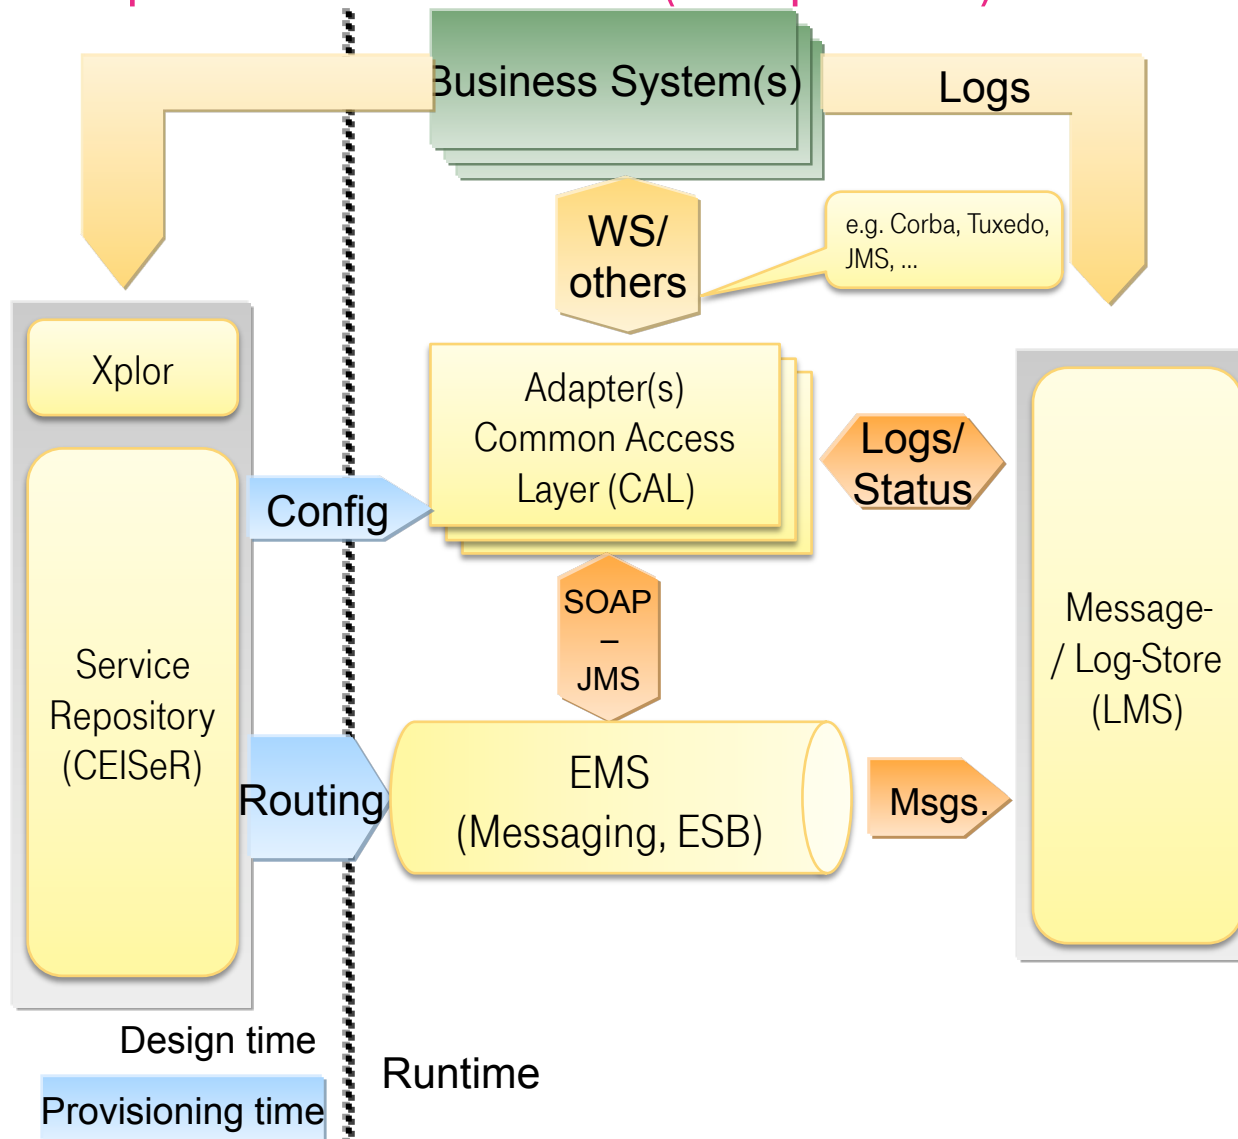 Business System(s)
Logs
WS/
others
e.g. Corba, Tuxedo,
JMS, ...
Xplor
Adapter(s)
Common Access
Layer (CAL)
Logs/
Status
Config
SOAP
–
JMS
Service
Repository
(CEISeR)
Message-
/ Log-Store
(LMS)
Routing
EMS
(Messaging, ESB)
Msgs.
Design time
Runtime
Provisioning time